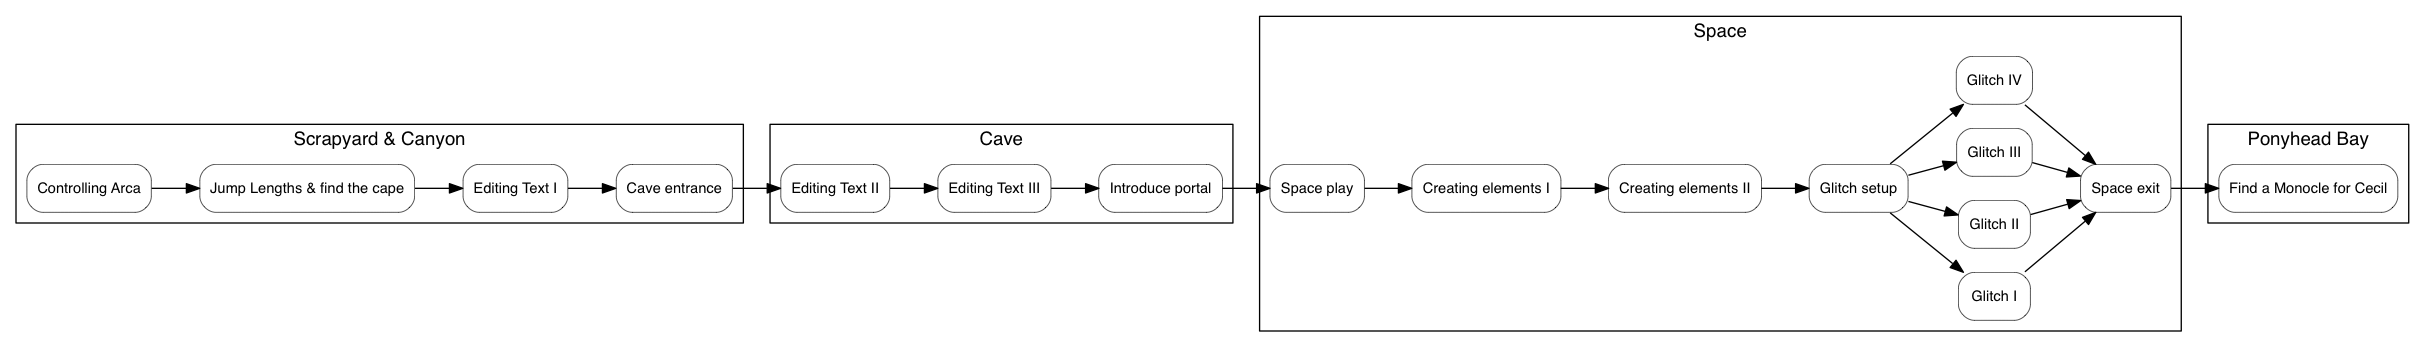 Scrapyard & Canyon
Controlling Arca
Jump Lengths & find the cape
Editing Text I
Cave entrance
Cave
Editing Text II
Editing Text III
Introduce portal
Space
Space play
Creating elements I
Creating elements II
Glitch setup
Glitch IV
Glitch III
Glitch II
Glitch I
Space exit
Ponyhead Bay
Find a Monocle for Cecil